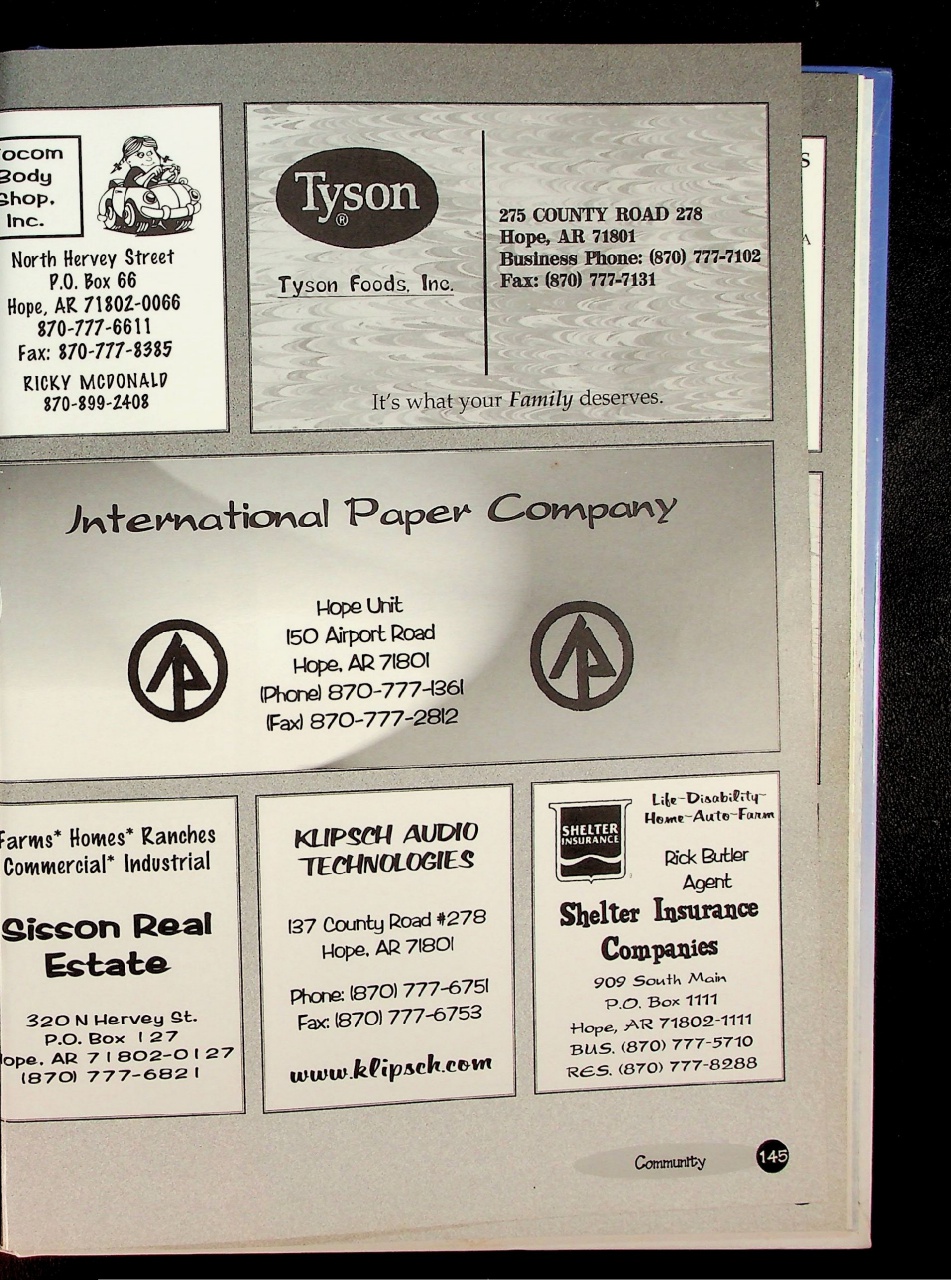 ocom
Body
Shop,
Inc.
North Hervey Street
P.O. Box 66
Hope, AR 71802-0066
870-777-6611
Fax: 870-777-8385
RICKY MCDONALD
870-899-2408
Tyson
®
Tyson Foods, Inc.
275 COUNTY ROAD 278
Hope, AR 71801
Business Phone: (870) 777-7102
Fax: (870) 777-7131
It's what your Family deserves.
International Paper Company
Hope Unit
150 Airport Road
Hope, AR 71801
(Phone) 870-777-1361
(Fax) 870-777-2812
Farms* Homes* Ranches
Commercial* Industrial
Sisson Real
Estate
320 N Hervey St.
P.O. Box 127
ope, AR 71802-0127
(870) 777-6821
KLIPSCH AUDIO
TECHNOLOGIES
137 County Road #278
Hope, AR 71801
Phone: (870) 777-6751
Fax: (870) 777-6753
www.klipsch.com
SHELTER
INSURANCE
Life~Disability~
Home~Auto~Farm
Rick Butler
Agent
Shelter Insurance
Companies
909 South Main
P.O. Box 1111
Hope, AR 71802-1111
BUS. (870) 777-5710
RES. (870) 777-8288
S
A
Community
145